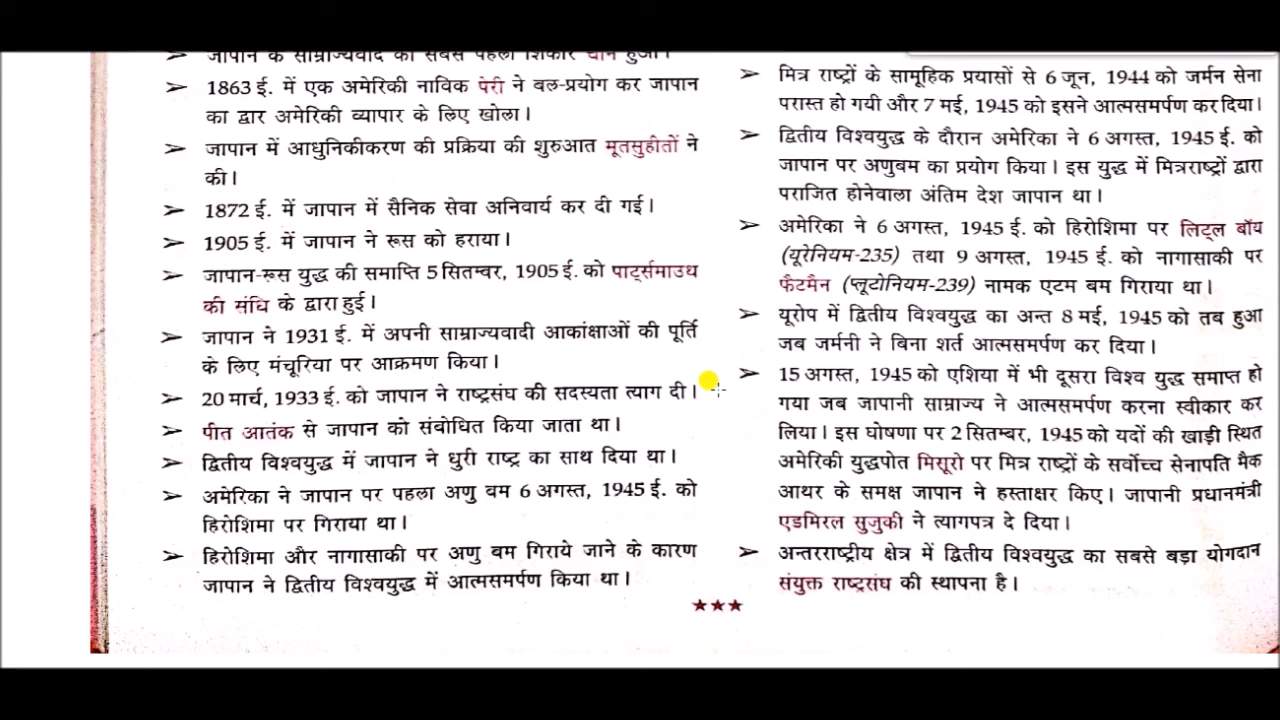 जापान के साम्राज्यवाद का सबसे पहला शिकार चीन हुआ।
➢ 1863 ई. में एक अमेरिकी नाविक पेरी ने बल-प्रयोग कर जापान
का द्वार अमेरिकी व्यापार के लिए खोला।
➢ जापान में आधुनिकीकरण की प्रक्रिया की शुरुआत मूतसुहीतों ने
की।
➢ 1872 ई. में जापान में सैनिक सेवा अनिवार्य कर दी गई।
➢ 1905 ई. में जापान ने रूस को हराया।
➢ जापान-रूस युद्ध की समाप्ति 5 सितम्बर, 1905 ई. को पार्ट्समाउथ
की संधि के द्वारा हुई।
➢ जापान ने 1931 ई. में अपनी साम्राज्यवादी आकांक्षाओं की पूर्ति
के लिए मंचूरिया पर आक्रमण किया।
➢ 20 मार्च, 1933 ई. को जापान ने राष्ट्रसंघ की सदस्यता त्याग दी।
➢ पीत आतंक से जापान को संबोधित किया जाता था।
➢ द्वितीय विश्वयुद्ध में जापान ने धुरी राष्ट्र का साथ दिया था।
➢ अमेरिका ने जापान पर पहला अणु बम 6 अगस्त, 1945 ई. को
हिरोशिमा पर गिराया था।
➢ हिरोशिमा और नागासाकी पर अणु बम गिराये जाने के कारण
जापान ने द्वितीय विश्वयुद्ध में आत्मसमर्पण किया था।
➢ मित्र राष्ट्रों के सामूहिक प्रयासों से 6 जून, 1944 को जर्मन सेना
परास्त हो गयी और 7 मई, 1945 को इसने आत्मसमर्पण कर दिया।
➢ द्वितीय विश्वयुद्ध के दौरान अमेरिका ने 6 अगस्त, 1945 ई. को
जापान पर अणुबम का प्रयोग किया। इस युद्ध में मित्रराष्ट्रों द्वारा
पराजित होनेवाला अंतिम देश जापान था।
➢ अमेरिका ने 6 अगस्त, 1945 ई. को हिरोशिमा पर लिट्ल बॉय
(यूरेनियम-235) तथा 9 अगस्त, 1945 ई. को नागासाकी पर
फैटमैन (प्लूटोनियम-239) नामक एटम बम गिराया था।
➢ यूरोप में द्वितीय विश्वयुद्ध का अन्त 8 मई, 1945 को तब हुआ
जब जर्मनी ने बिना शर्त आत्मसमर्पण कर दिया।
➢ 15 अगस्त, 1945 को एशिया में भी दूसरा विश्व युद्ध समाप्त हो
गया जब जापानी साम्राज्य ने आत्मसमर्पण करना स्वीकार कर
लिया। इस घोषणा पर 2 सितम्बर, 1945 को यदों की खाड़ी स्थित
अमेरिकी युद्धपोत मिसूरो पर मित्र राष्ट्रों के सर्वोच्च सेनापति मैक
आथर के समक्ष जापान ने हस्ताक्षर किए। जापानी प्रधानमंत्री
एडमिरल सुजुकी ने त्यागपत्र दे दिया।
➢ अन्तरराष्ट्रीय क्षेत्र में द्वितीय विश्वयुद्ध का सबसे बड़ा योगदान
संयुक्त राष्ट्रसंघ की स्थापना है।
★★★